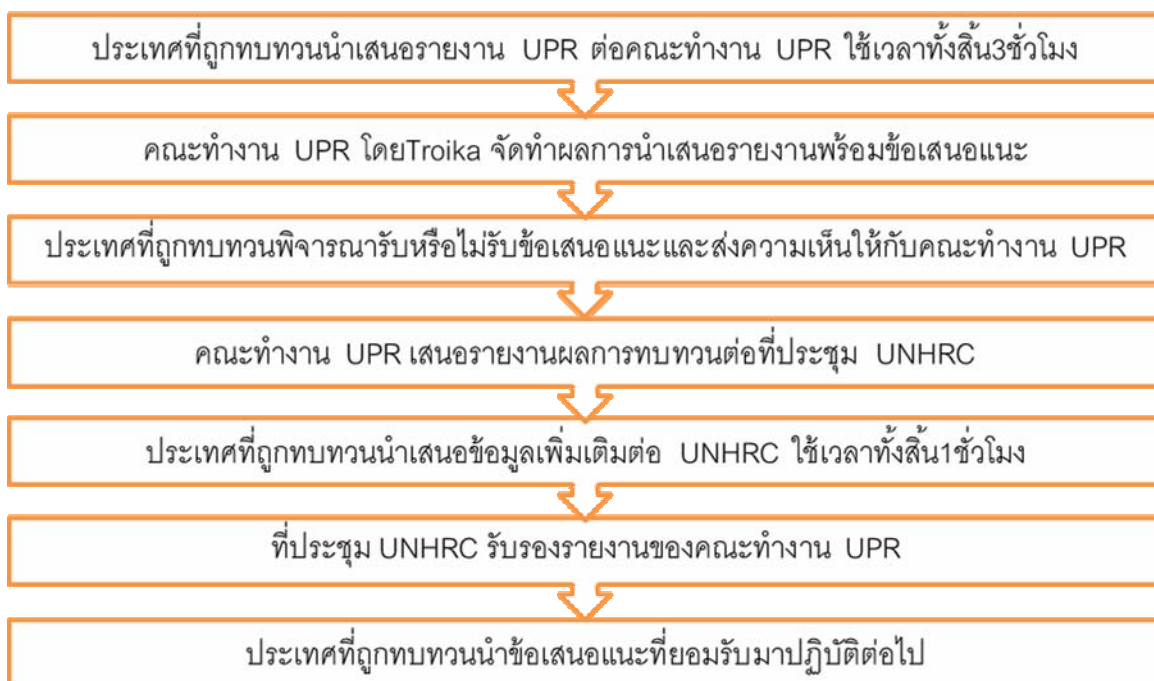 ประเทศที่ถูกทบทวนนำเสนอรายงาน UPR ต่อคณะทำงาน UPR ใช้เวลาทั้งสิ้น3ชั่วโมง
คณะทำงาน UPR โดยTroika จัดทำผลการนำเสนอรายงานพร้อมข้อเสนอแนะ
ประเทศที่ถูกทบทวนพิจารณารับหรือไม่รับข้อเสนอแนะและส่งความเห็นให้กับคณะทำงาน UPR
คณะทำงาน UPR เสนอรายงานผลการทบทวนต่อที่ประชุม UNHRC
ประเทศที่ถูกทบทวนนำเสนอข้อมูลเพิ่มเติมต่อ UNHRC ใช้เวลาทั้งสิ้น1ชั่วโมง
ที่ประชุม UNHRC รับรองรายงานของคณะทำงาน UPR
ประเทศที่ถูกทบทวนนำข้อเสนอแนะที่ยอมรับมาปฏิบัติต่อไป